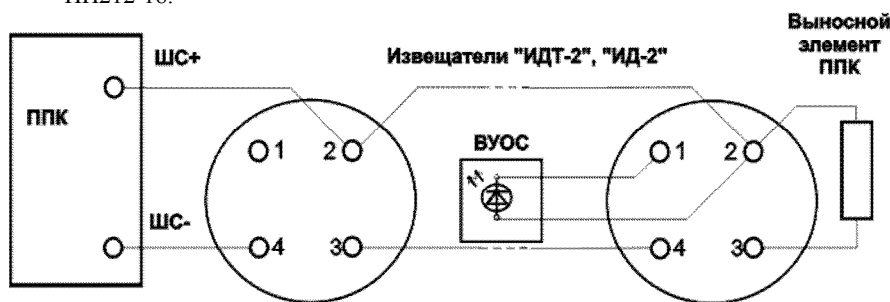 Выносной
элемент
ППК
ШС+
Извещатели "ИДТ-2", "ИД-2"
ППК
1
2
ВУОС
1
2
ШС-
4
3
4
3